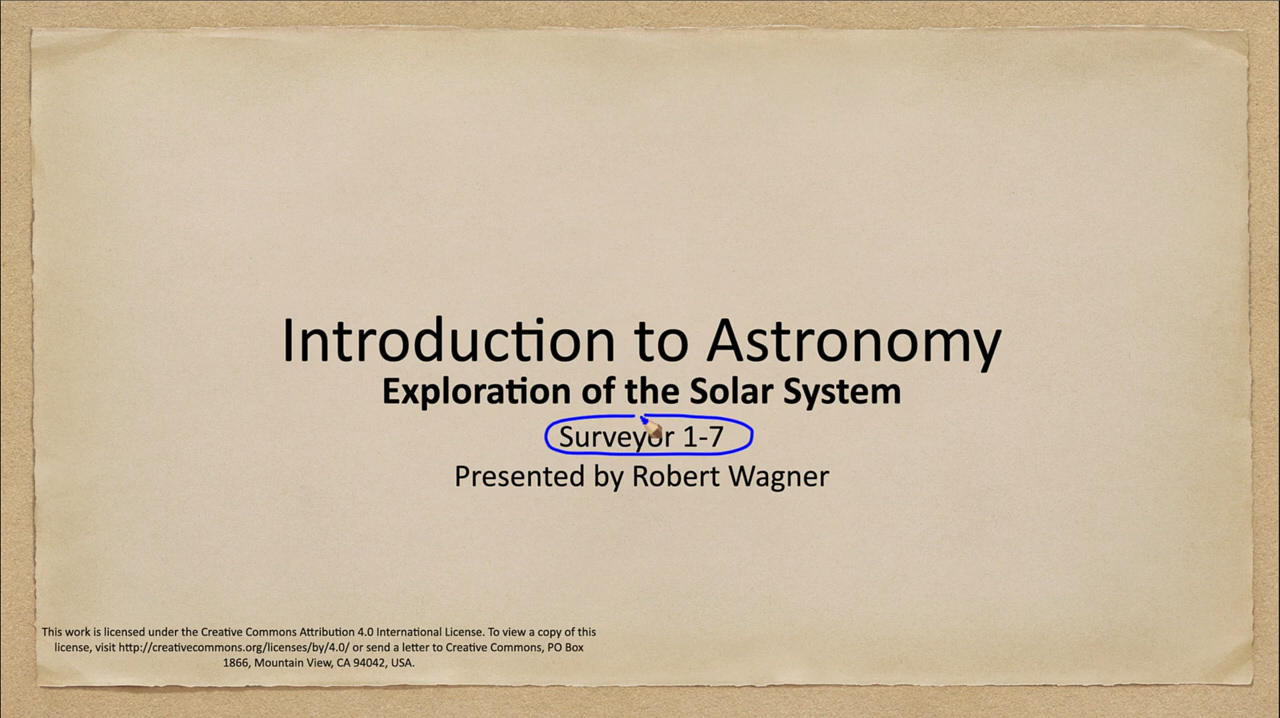 Introduction to Astronomy
Exploration of the Solar System
Surveyor 1-7
Presented by Robert Wagner
This work is licensed under the Creative Commons Attribution 4.0 International License. To view a copy of this
license, visit http://creativecommons.org/licenses/by/4.0/ or send a letter to Creative Commons, PO Box
1866, Mountain View, CA 94042, USA.